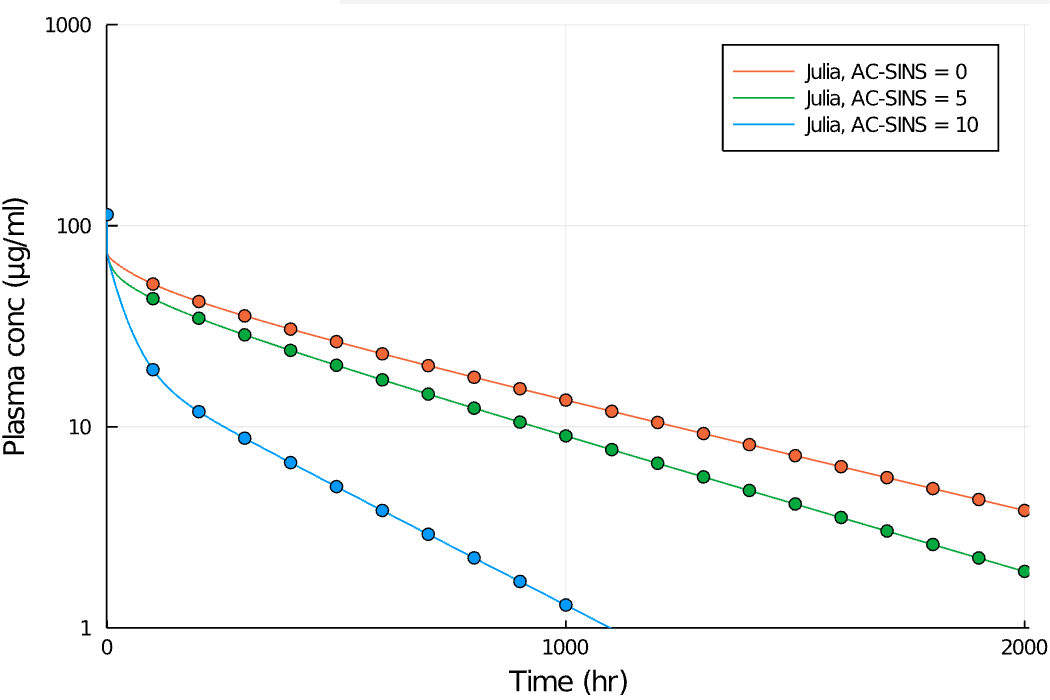 1000
100
10
1
Plasma conc (μg/ml)
Julia, AC-SINS = 0
Julia, AC-SINS = 5
Julia, AC-SINS = 10
0
1000
2000
Time (hr)